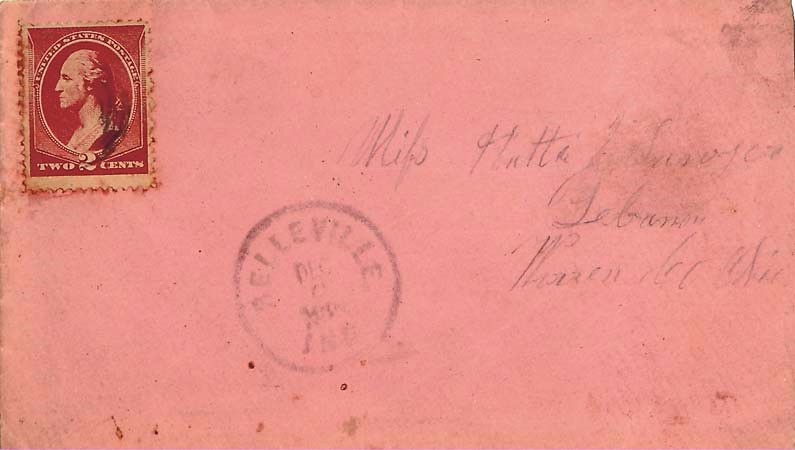 UNITED STATES POSTAGE
TWO 2 CENTS
Miss
Lebanon
Warren Co Ohio
BELLEVILLE
DEC
IND